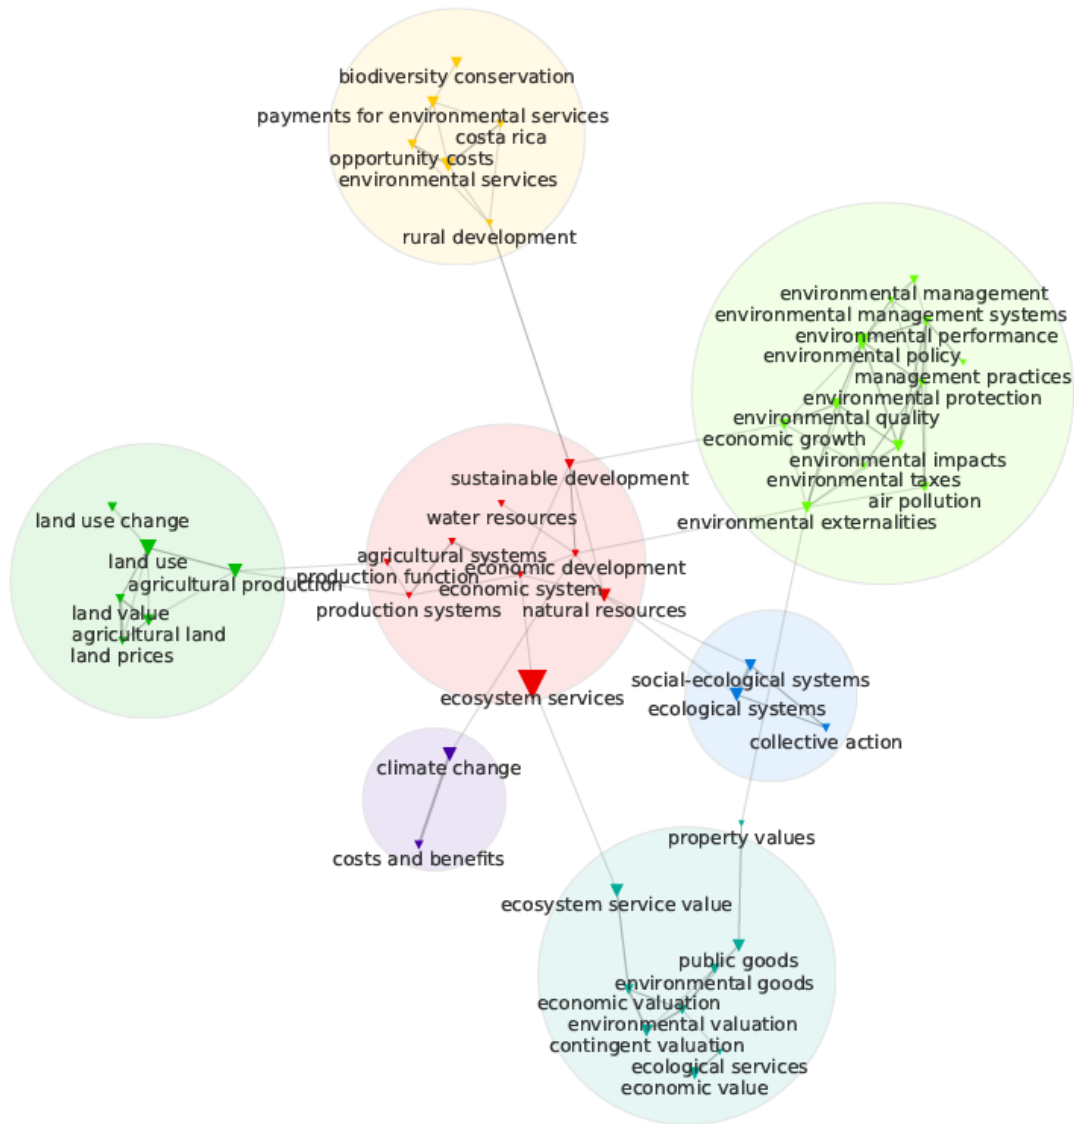 biodiversity conservation
payments for environmental services
costa rica
opportunity costs
environmental services
rural development
environmental management
environmental management systems
environmental performance
environmental policy
management practices
environmental protection
environmental quality
economic growth
environmental impacts
environmental taxes
air pollution
environmental externalities
sustainable development
water resources
agricultural systems
economic development
production function
economic system
production systems
natural resources
ecosystem services
land use change
land use
agricultural production
land value
agricultural land
land prices
social-ecological systems
ecological systems
collective action
climate change
costs and benefits
property values
ecosystem service value
public goods
environmental goods
economic valuation
environmental valuation
contingent valuation
ecological services
economic value